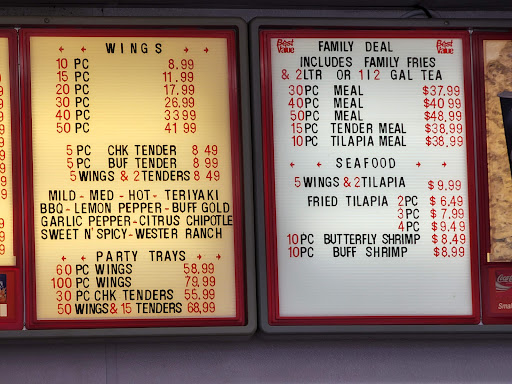 ← ← WINGS → →
10 PC 8.99
15 PC 11.99
20 PC 17.99
30 PC 26.99
40 PC 33 99
50 PC 41 99
5 PC CHK TENDER 8 49
5 PC BUF TENDER 8 99
5 WINGS & 2 TENDERS 8 49
MILD - MED - HOT - TERIYAKI
BBQ - LEMON PEPPER - BUFF GOLD
GARLIC PEPPER - CITRUS CHIPOTLE
SWEET N' SPICY - WESTER RANCH
← ← PARTY TRAYS → →
60 PC WINGS 58,99
100 PC WINGS 79,99
30 PC CHK TENDERS 55.99
50 WINGS & 15 TENDERS 68,99
Best Value FAMILY DEAL Best Value
INCLUDES FAMILY FRIES
& 2LTR OR 1I2 GAL TEA
30 PC MEAL $37.99
40 PC MEAL $40 99
50 PC MEAL $48,99
15 PC TENDER MEAL $38,99
10 PC TILAPIA MEAL $38,99
← ← SEAFOOD → →
5 WINGS & 2 TILAPIA $ 9.99
FRIED TILAPIA 2PC $ 6.49
3 PC $ 7.99
4 PC $ 9.49
10 PC BUTTERFLY SHRIMP $ 8.49
10PC BUFF SHRIMP $ 8.99